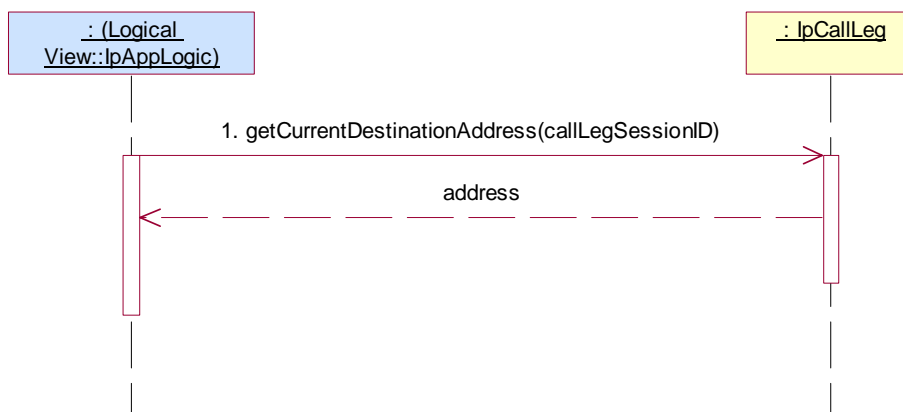 : (Logical
View::IpAppLogic)
: IpCallLeg
1. getCurrentDestinationAddress(callLegSessionID)
address